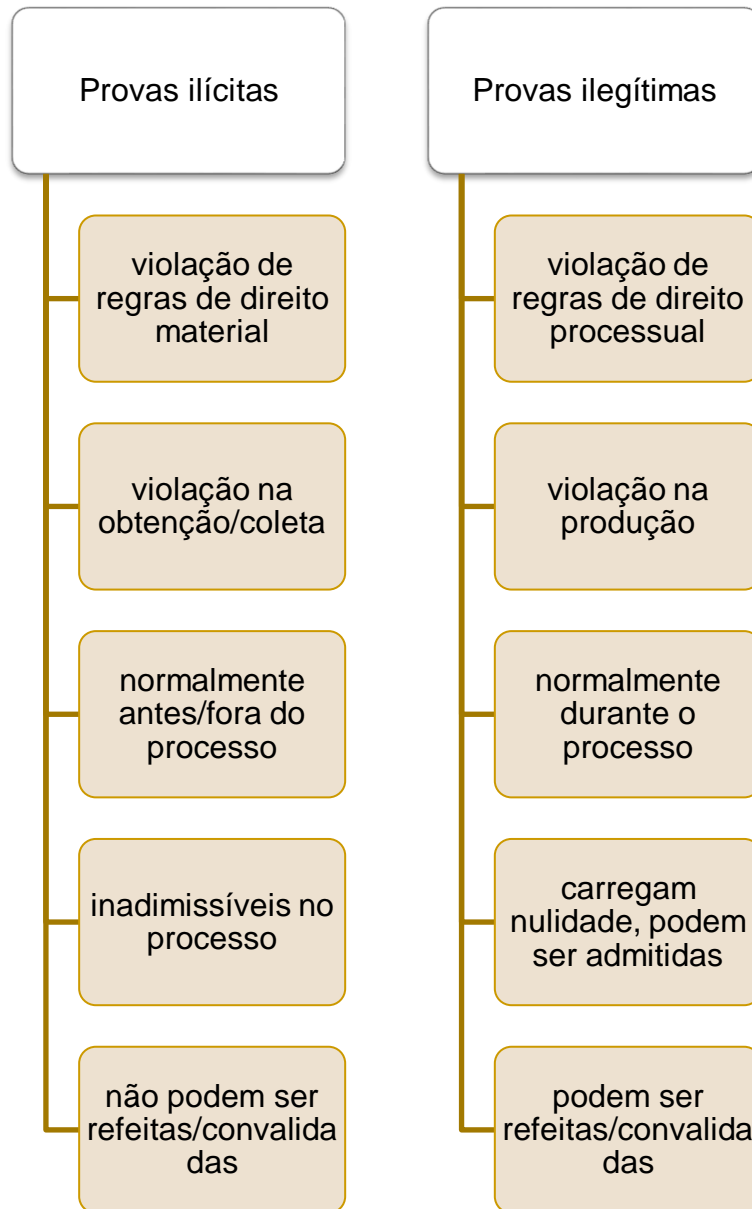 Provas ilícitas
violação de
regras de direito
material
violação na
obtenção/coleta
normalmente
antes/fora do
processo
inadimissíveis no
processo
não podem ser
refeitas/convalida
das
Provas ilegítimas
violação de
regras de direito
processual
violação na
produção
normalmente
durante o
processo
carregam
nulidade, podem
ser admitidas
podem ser
refeitas/convalida
das